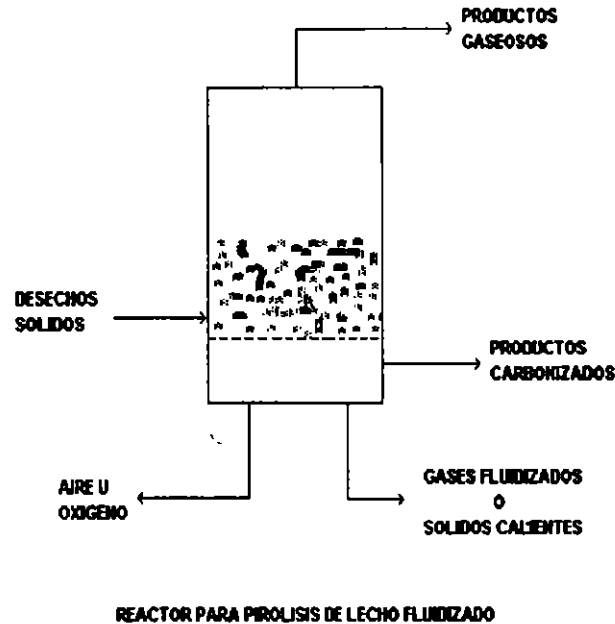 PRODUCTOS
GASEOSOS
DESECHOS
SOLIDOS
PRODUCTOS
CARBONIZADOS
AIRE U
OXIGENO
GASES FLUIDIZADOS
O
SOLIDOS CALIENTES
REACTOR PARA PIROLISIS DE LECHO FLUIDIZADO